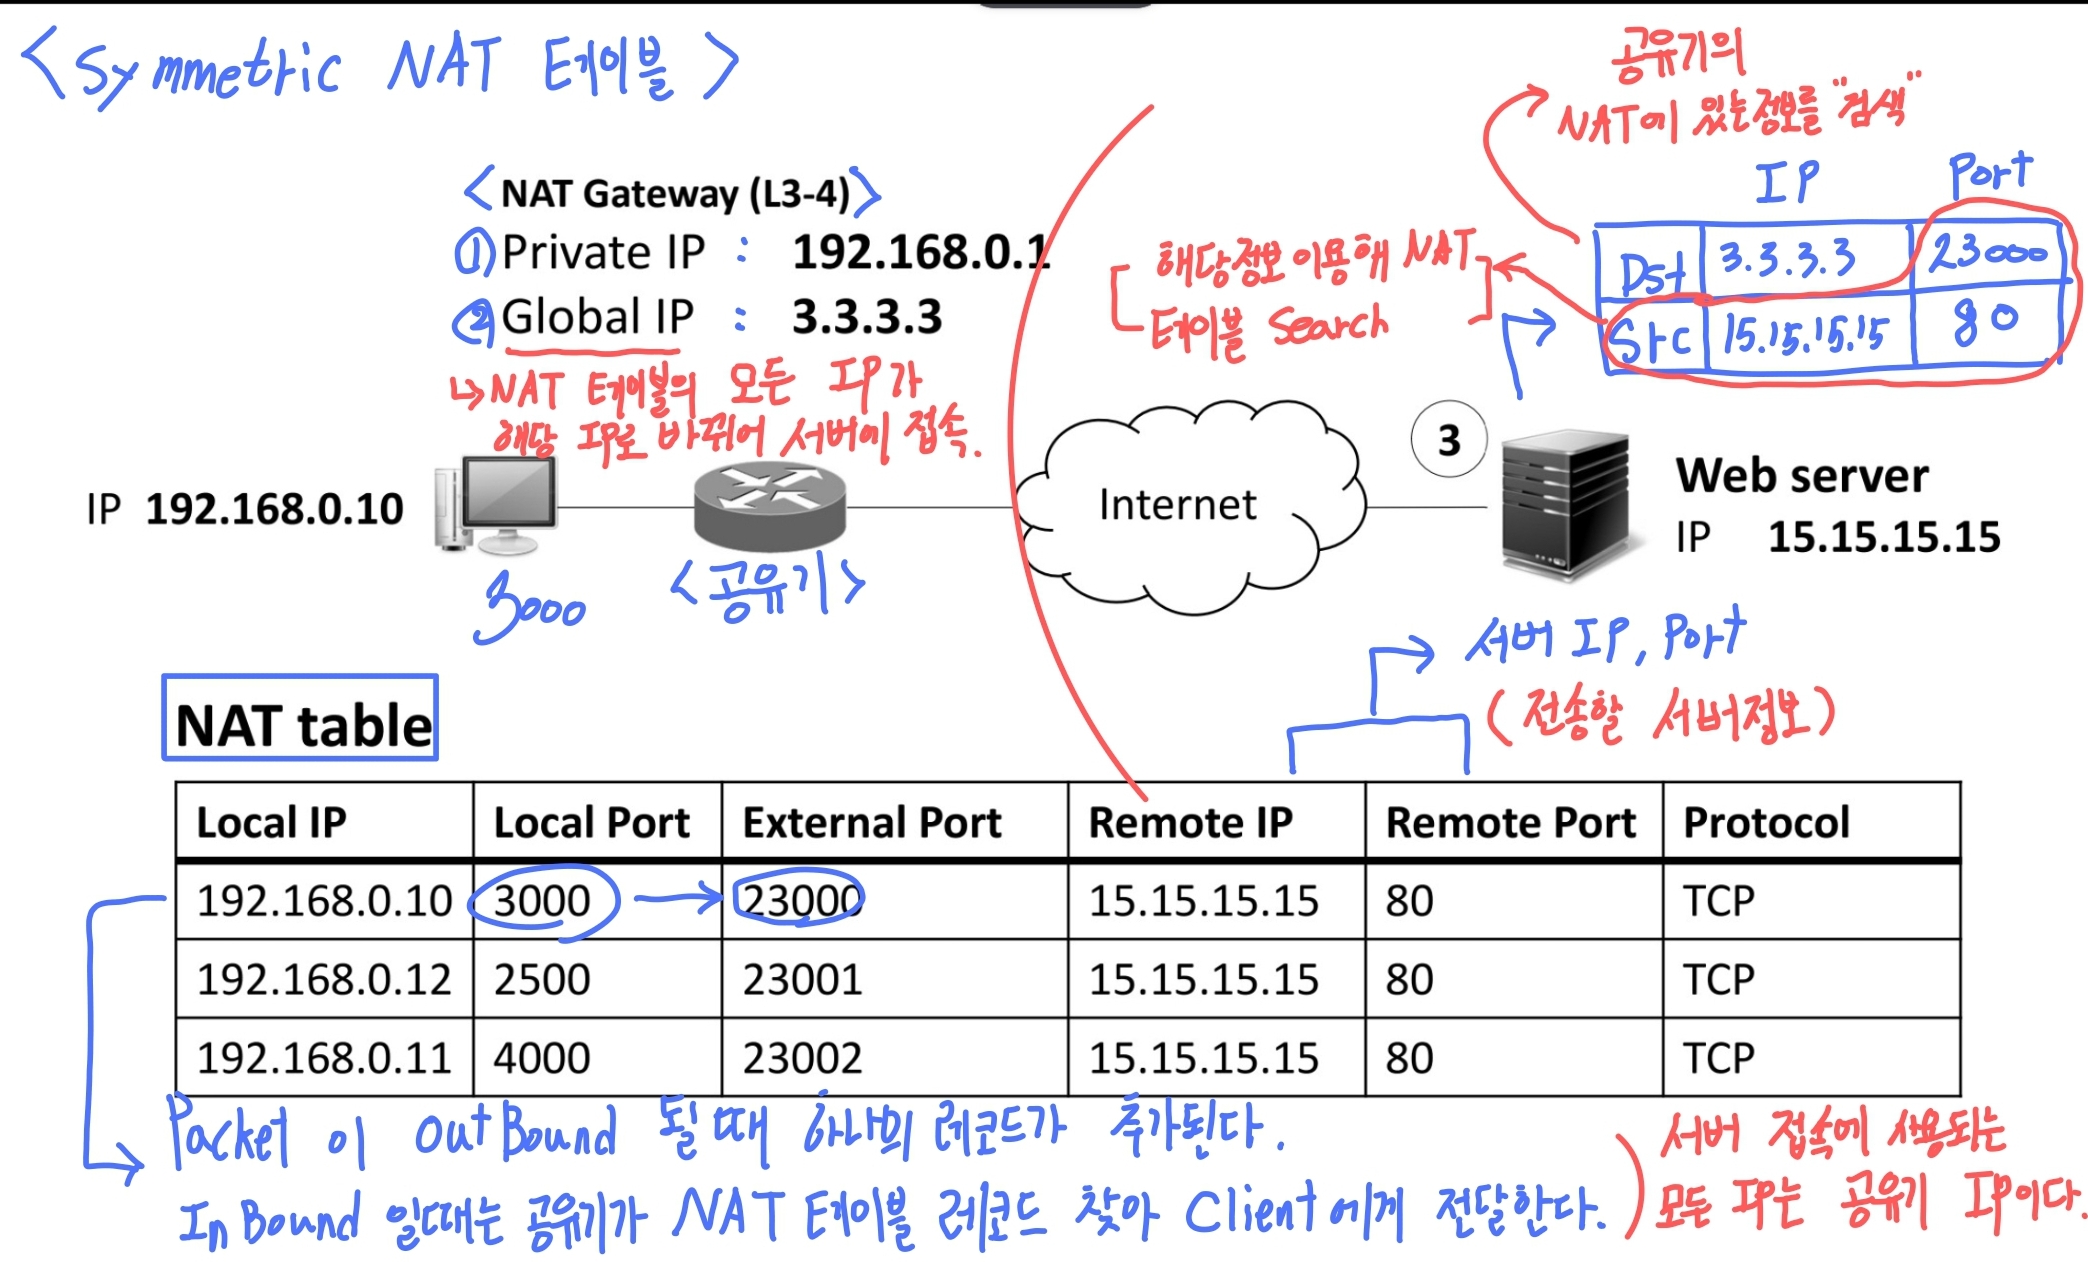 <Symmetric NAT 테이블>
공유기의
NAT에 있는 정보를 "검색"
IP Port
Dst 3.3.3.3 23000
Src 15.15.15.15 80
<NAT Gateway (L3-4)>
① Private IP : 192.168.0.1
② Global IP : 3.3.3.3
↳ NAT 테이블의 모든 IP가
해당 IP로 바뀌어 서버에 접속.
해당정보 이용해 NAT
테이블 Search
IP 192.168.0.10
3000
<공유기>
Internet
3
Web server
IP 15.15.15.15
서버 IP, Port
(전송할 서버정보)
NAT table
Local IP Local Port External Port Remote IP Remote Port Protocol
192.168.0.10 3000 → 23000 15.15.15.15 80 TCP
192.168.0.12 2500 23001 15.15.15.15 80 TCP
192.168.0.11 4000 23002 15.15.15.15 80 TCP
Packet이 OutBound 될때 하나의 레코드가 추가된다.
InBound 일때는 공유기가 NAT 테이블 레코드 찾아 Client에게 전달한다.
서버 접속에 사용되는
모든 IP는 공유기 IP이다.